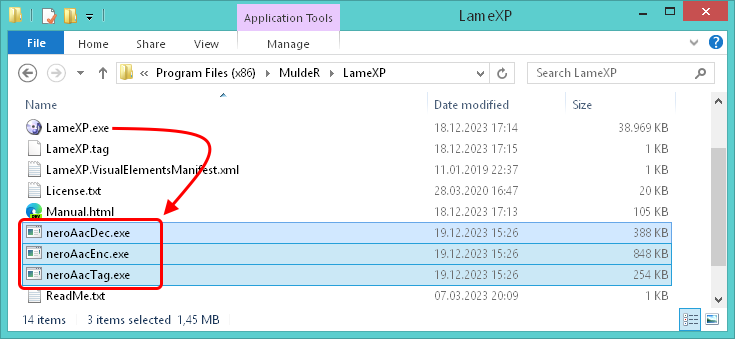 Application Tools
LameXP
File Home Share View Manage
« Program Files (x86) MuldeR LameXP Search LameXP
Name Date modified Size
LameXP.exe 18.12.2023 17:14 38.969 KB
LameXP.tag 18.12.2023 17:15 1 KB
LameXP.VisualElementsManifest.xml 11.01.2019 22:37 1 KB
License.txt 28.03.2020 16:47 20 KB
Manual.html 18.12.2023 17:13 105 KB
neroAacDec.exe 19.12.2023 15:26 388 KB
neroAacEnc.exe 19.12.2023 15:26 848 KB
neroAacTag.exe 19.12.2023 15:26 254 KB
ReadMe.txt 07.03.2023 20:09 1 KB
14 items 3 items selected 1,45 MB